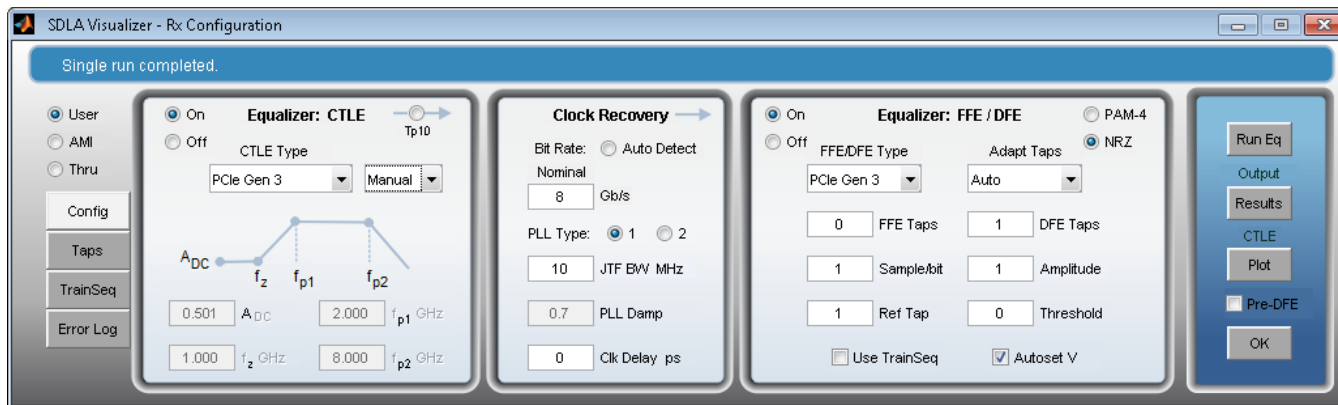 SDLA Visualizer - Rx Configuration
Single run completed.
User
AMI
Thru
Config
Taps
TrainSeq
Error Log
On
Off
Equalizer: CTLE
Tp10
CTLE Type
PCIe Gen 3
Manual
ADC
fz
fp1
fp2
0.501 ADC
2.000 fp1 GHz
1.000 fz GHz
8.000 fp2 GHz
Clock Recovery
Bit Rate: Auto Detect
Nominal
8 Gb/s
PLL Type: 1 2
10 JTF BW MHz
0.7 PLL Damp
0 Clk Delay ps
On
Off
Equalizer: FFE / DFE
PAM-4
NRZ
FFE/DFE Type
Adapt Taps
PCIe Gen 3
Auto
0 FFE Taps
1 DFE Taps
1 Sample/bit
1 Amplitude
1 Ref Tap
0 Threshold
Use TrainSeq
Autoset V
Run Eq
Output
Results
CTLE
Plot
Pre-DFE
OK